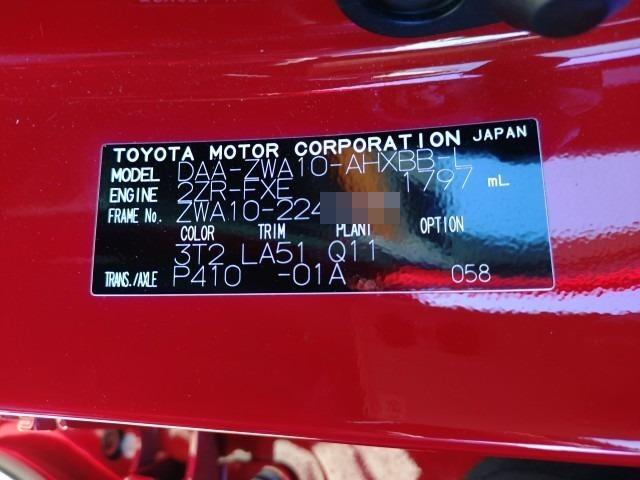 TOYOTA MOTOR CORPORATION JAPAN
MODEL DAA-ZWA10-AHXBB-L
ENGINE 2ZR-FXE 1797 mL
FRAME No. ZWA10-224
COLOR TRIM PLANT OPTION
3T2 LA51 Q11
TRANS./AXLE P410 -01A 058